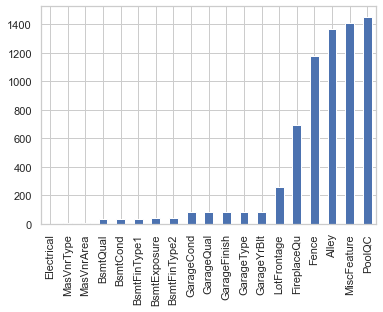 1400
1200
1000
800
600
400
200
0
Electrical
MasVnrType
MasVnrArea
BsmtQual
BsmtCond
BsmtFinType1
BsmtExposure
BsmtFinType2
GarageCond
GarageQual
GarageFinish
GarageType
GarageYrBlt
LotFrontage
FireplaceQu
Fence
Alley
MiscFeature
PoolQC